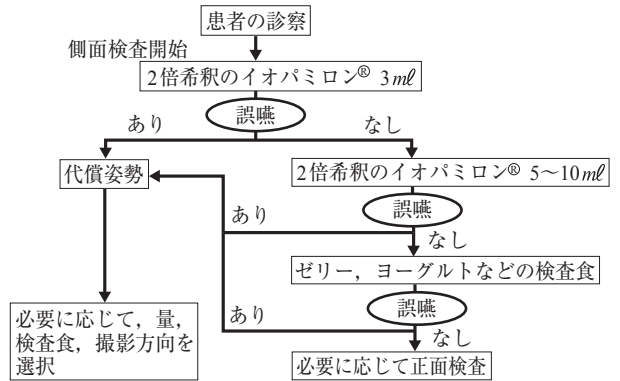 患者の診察
側面検査開始
2倍希釈のイオパミロン® 3mℓ
誤嚥
あり
なし
代償姿勢
2倍希釈のイオパミロン® 5〜10mℓ
誤嚥
あり
なし
ゼリー，ヨーグルトなどの検査食
誤嚥
あり
なし
必要に応じて，量，
検査食，撮影方向を
選択
必要に応じて正面検査